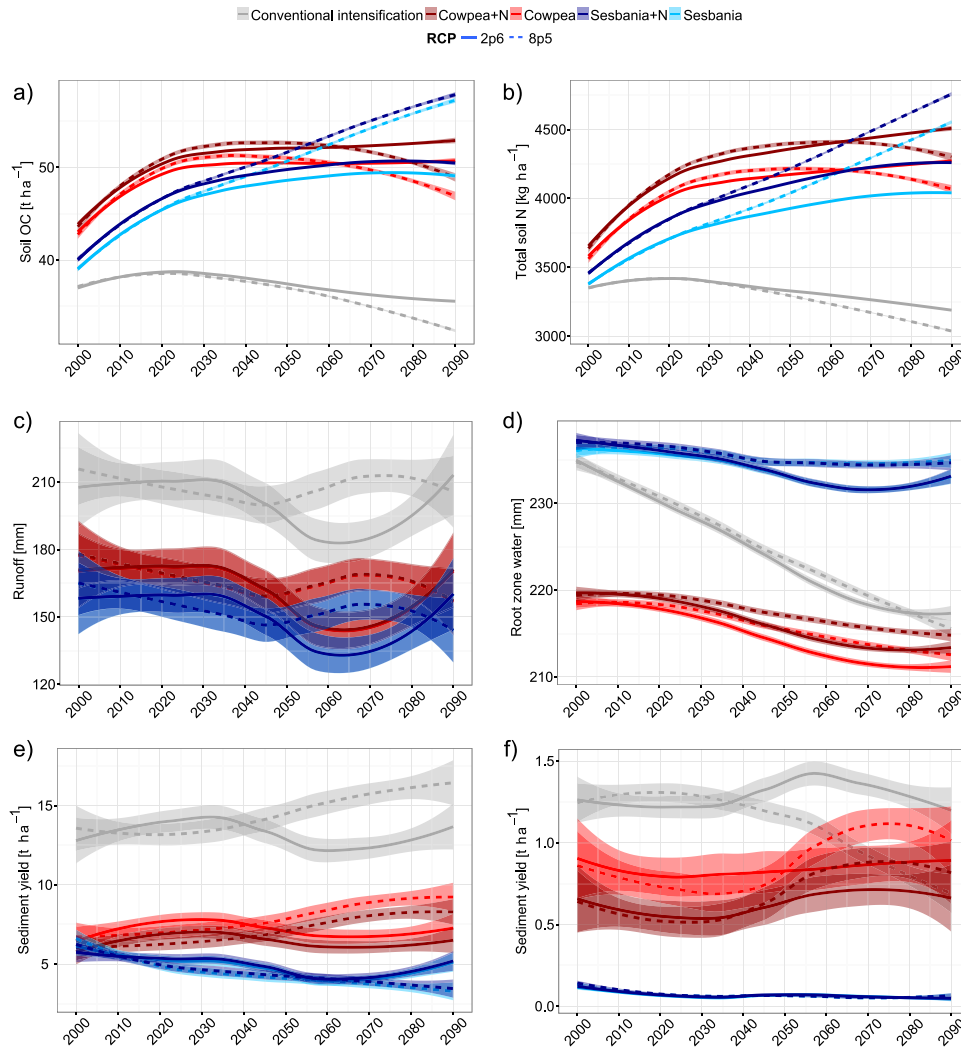 Conventional intensification Cowpea+N Cowpea Sesbania+N Sesbania
RCP 2p6 8p5
a)
Soil OC [t ha⁻¹]
50
40
2000 2010 2020 2030 2040 2050 2060 2070 2080 2090
b)
Total soil N [kg ha⁻¹]
4500
4000
3500
3000
2000 2010 2020 2030 2040 2050 2060 2070 2080 2090
c)
Runoff [mm]
210
180
150
120
2000 2010 2020 2030 2040 2050 2060 2070 2080 2090
d)
Root zone water [mm]
230
220
210
2000 2010 2020 2030 2040 2050 2060 2070 2080 2090
e)
Sediment yield [t ha⁻¹]
15
10
5
2000 2010 2020 2030 2040 2050 2060 2070 2080 2090
f)
Sediment yield [t ha⁻¹]
1.5
1.0
0.5
0.0
2000 2010 2020 2030 2040 2050 2060 2070 2080 2090